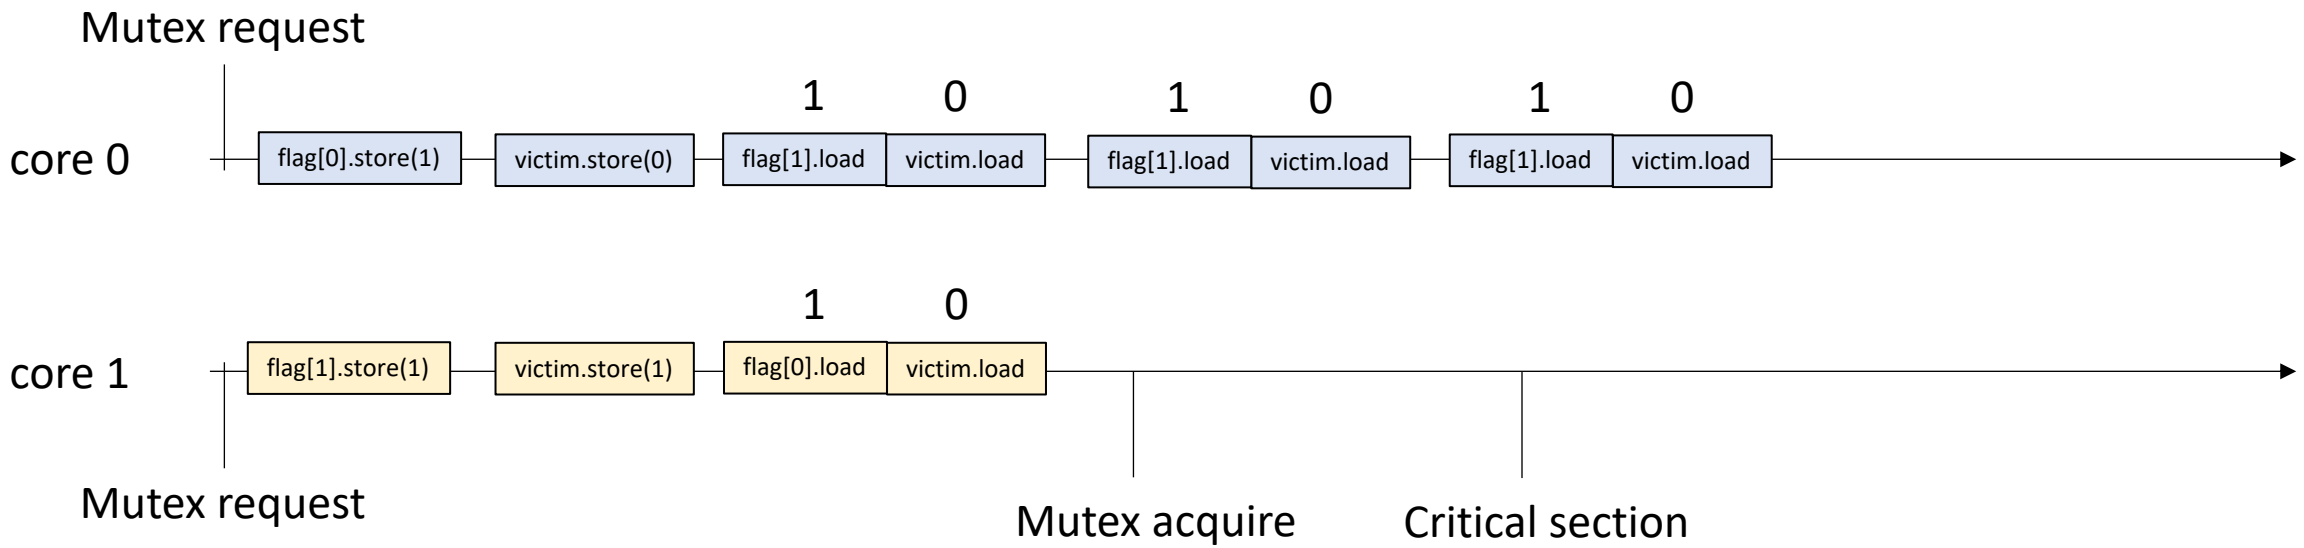 Mutex request
1 0 1 0 1 0
core 0 flag[0].store(1) victim.store(0) flag[1].load victim.load flag[1].load victim.load flag[1].load victim.load
1 0
core 1 flag[1].store(1) victim.store(1) flag[0].load victim.load
Mutex request Mutex acquire Critical section